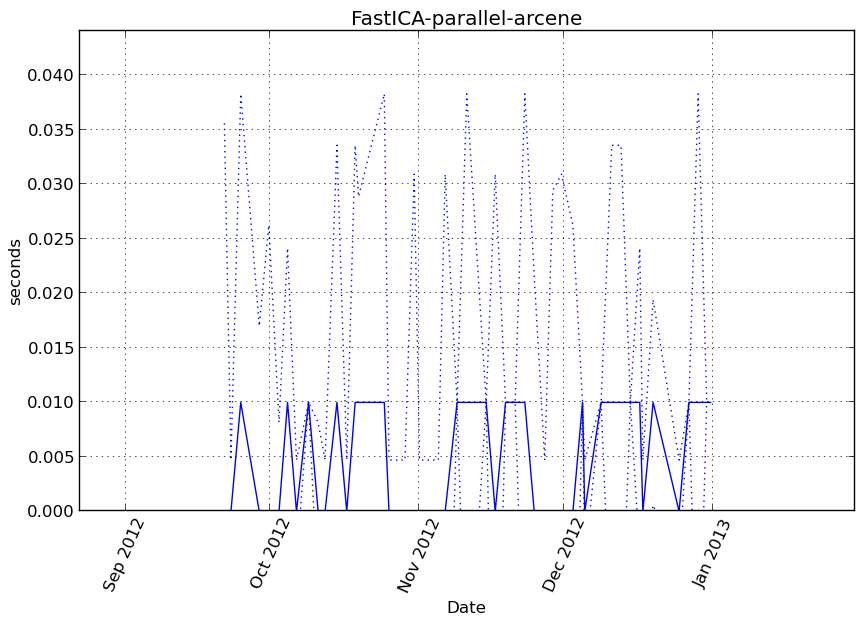 FastICA-parallel-arcene
0.040
0.035
0.030
0.025
0.020
0.015
0.010
0.005
0.000
seconds
Sep 2012
Oct 2012
Nov 2012
Dec 2012
Jan 2013
Date